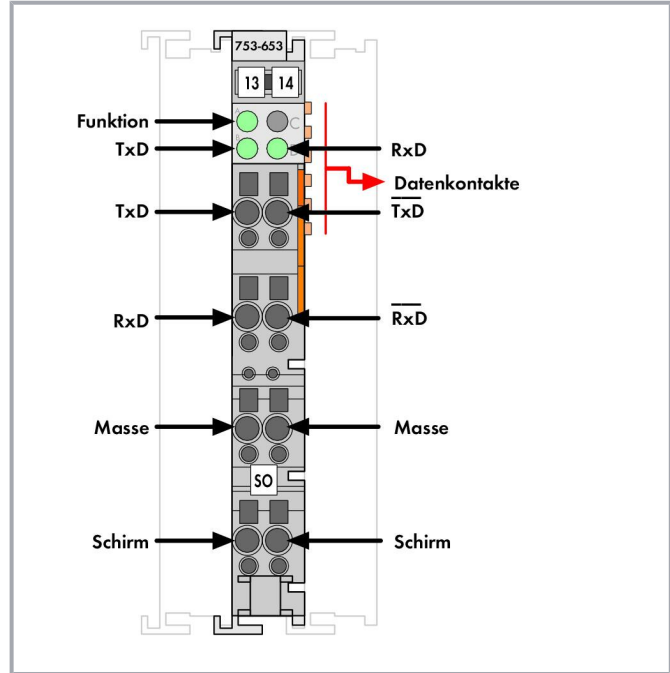 753-653
13 14
A C
Funktion
B D
TxD RxD
Datenkontakte
TxD T̅x̅D̅
RxD R̅x̅D̅
Masse Masse
SO
Schirm Schirm